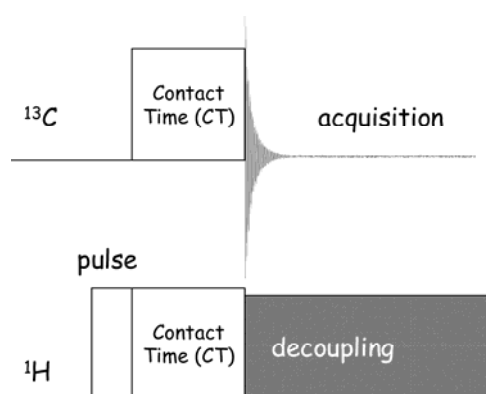 Contact
Time (CT)
¹³C
acquisition
pulse
Contact
Time (CT)
decoupling
¹H